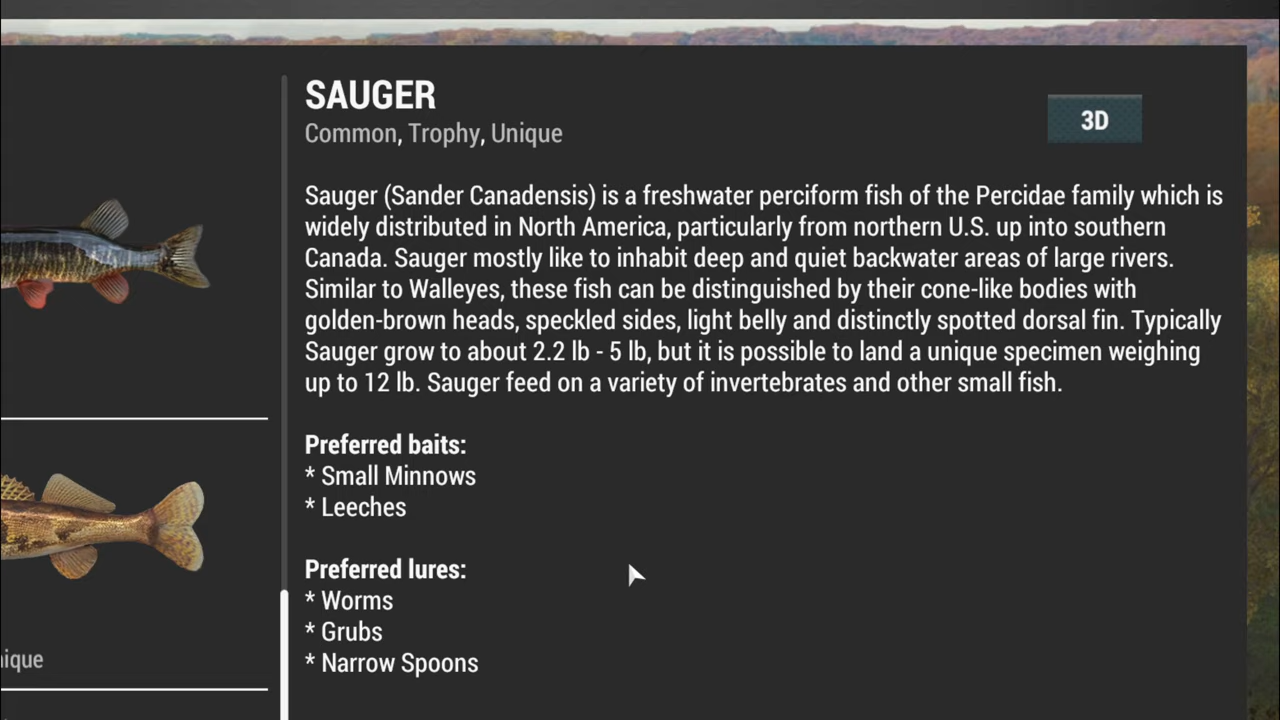 SAUGER
Common, Trophy, Unique
3D
Sauger (Sander Canadensis) is a freshwater perciform fish of the Percidae family which is
widely distributed in North America, particularly from northern U.S. up into southern
Canada. Sauger mostly like to inhabit deep and quiet backwater areas of large rivers.
Similar to Walleyes, these fish can be distinguished by their cone-like bodies with
golden-brown heads, speckled sides, light belly and distinctly spotted dorsal fin. Typically
Sauger grow to about 2.2 lb - 5 lb, but it is possible to land a unique specimen weighing
up to 12 lb. Sauger feed on a variety of invertebrates and other small fish.
Preferred baits:
* Small Minnows
* Leeches
Preferred lures:
* Worms
* Grubs
* Narrow Spoons